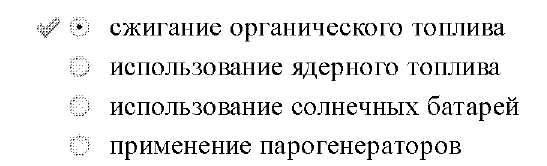 сжигание органического топлива
использование ядерного топлива
использование солнечных батарей
применение парогенераторов